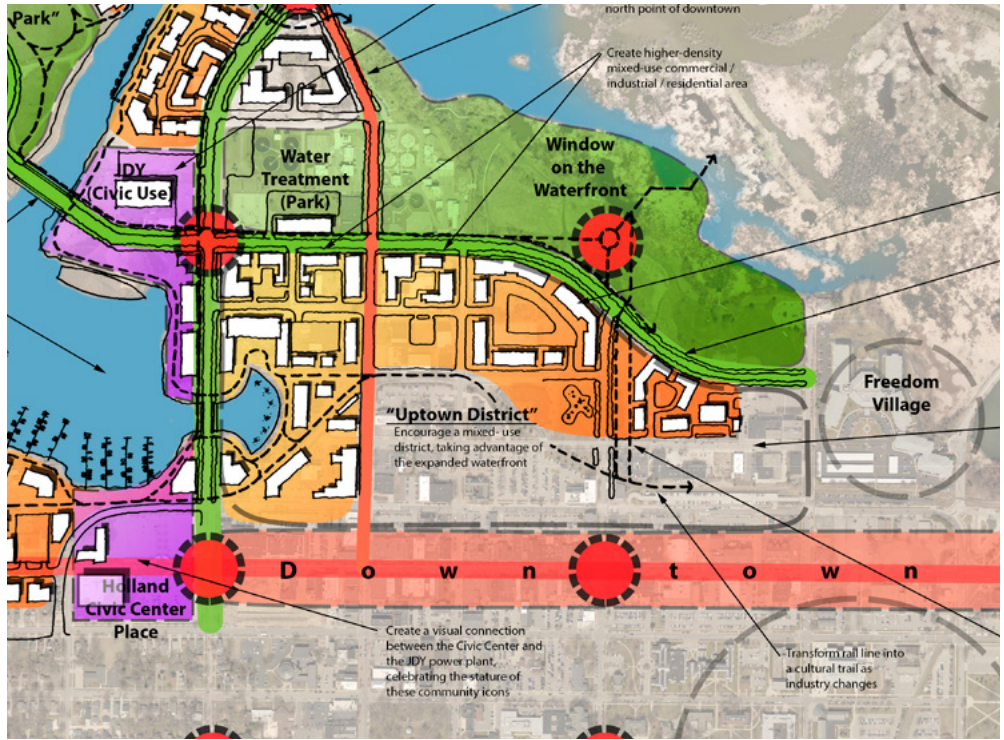 north point of downtown
Park”
Create higher-density
mixed-use commercial /
industrial / residential area
Water
Treatment
(Park)
Window
on the
Waterfront
JDY
(Civic Use)
Freedom
Village
“Uptown District”
Encourage a mixed- use
district, taking advantage of
the expanded waterfront
Downtown
Holland
Civic Center
Place
Create a visual connection
between the Civic Center and
the JDY power plant,
celebrating the stature of
these community icons
Transform rail line into
a cultural trail as
industry changes